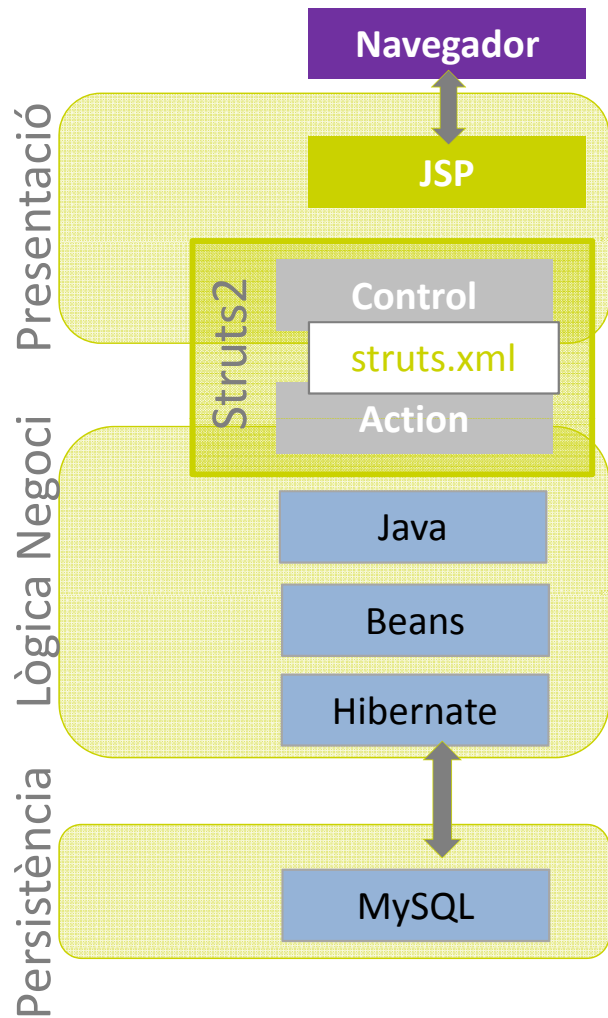 Navegador
Presentació
JSP
Struts2
Control
struts.xml
Action
Lògica Negoci
Java
Beans
Hibernate
Persistència
MySQL